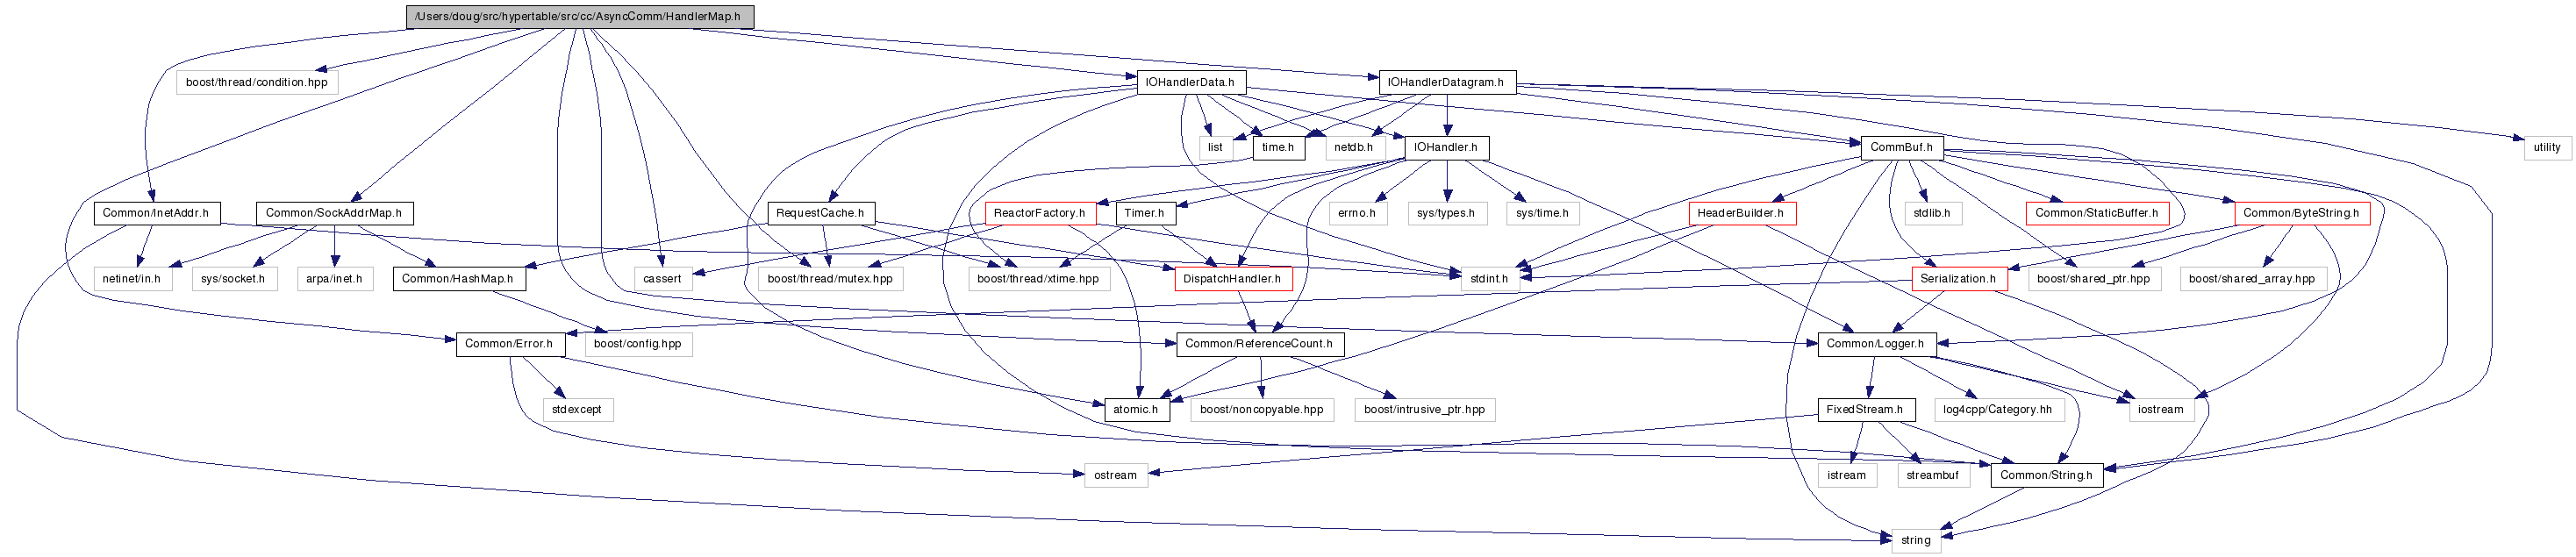 /Users/doug/src/hypertable/src/cc/AsyncComm/HandlerMap.h
boost/thread/condition.hpp
IOHandlerData.h
IOHandlerDatagram.h
list
time.h
netdb.h
IOHandler.h
CommBuf.h
utility
Common/InetAddr.h
Common/SockAddrMap.h
RequestCache.h
ReactorFactory.h
Timer.h
errno.h
sys/types.h
sys/time.h
HeaderBuilder.h
stdlib.h
Common/StaticBuffer.h
Common/ByteString.h
netinet/in.h
sys/socket.h
arpa/inet.h
Common/HashMap.h
cassert
boost/thread/mutex.hpp
boost/thread/xtime.hpp
DispatchHandler.h
stdint.h
Serialization.h
boost/shared_ptr.hpp
boost/shared_array.hpp
Common/Error.h
boost/config.hpp
Common/ReferenceCount.h
Common/Logger.h
stdexcept
atomic.h
boost/noncopyable.hpp
boost/intrusive_ptr.hpp
FixedStream.h
log4cpp/Category.hh
iostream
ostream
istream
streambuf
Common/String.h
string